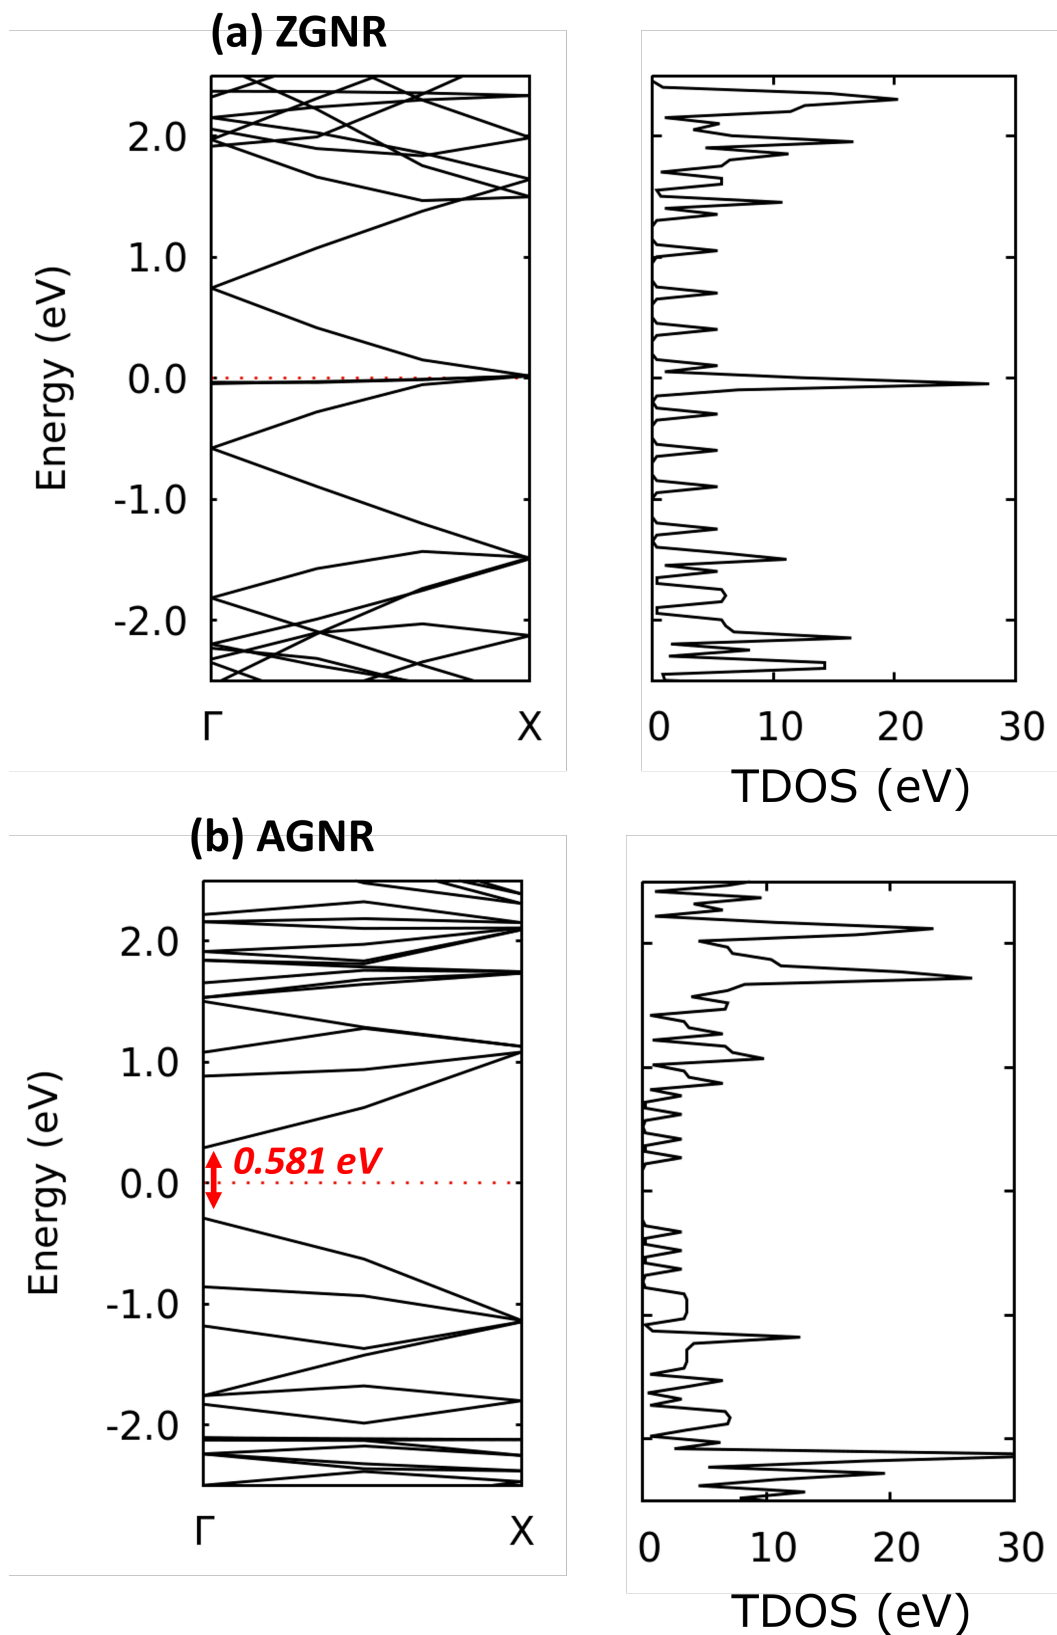 (a) ZGNR
Energy (eV)
2.0
1.0
0.0
-1.0
-2.0
Γ X
0 10 20 30
TDOS (eV)
(b) AGNR
Energy (eV)
2.0
1.0
0.581 eV
0.0
-1.0
-2.0
Γ X
0 10 20 30
TDOS (eV)